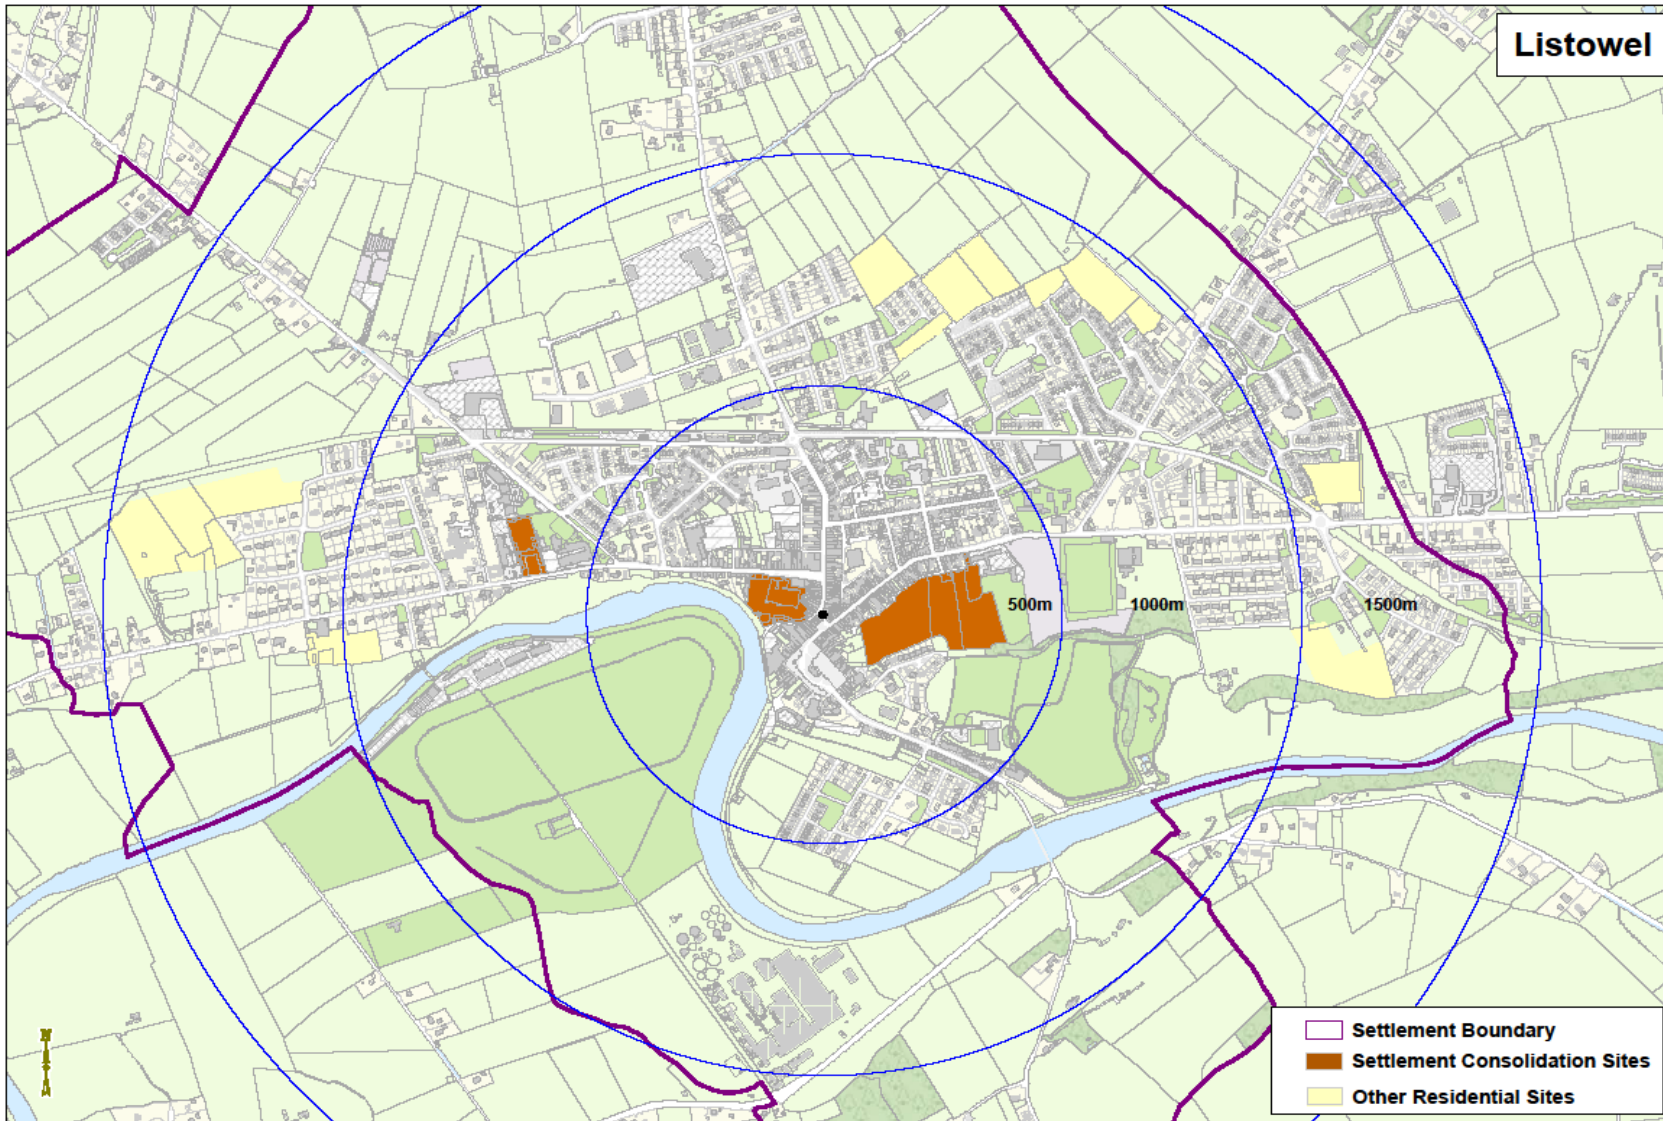 Listowel
500m
1000m
1500m
Settlement Boundary
Settlement Consolidation Sites
Other Residential Sites